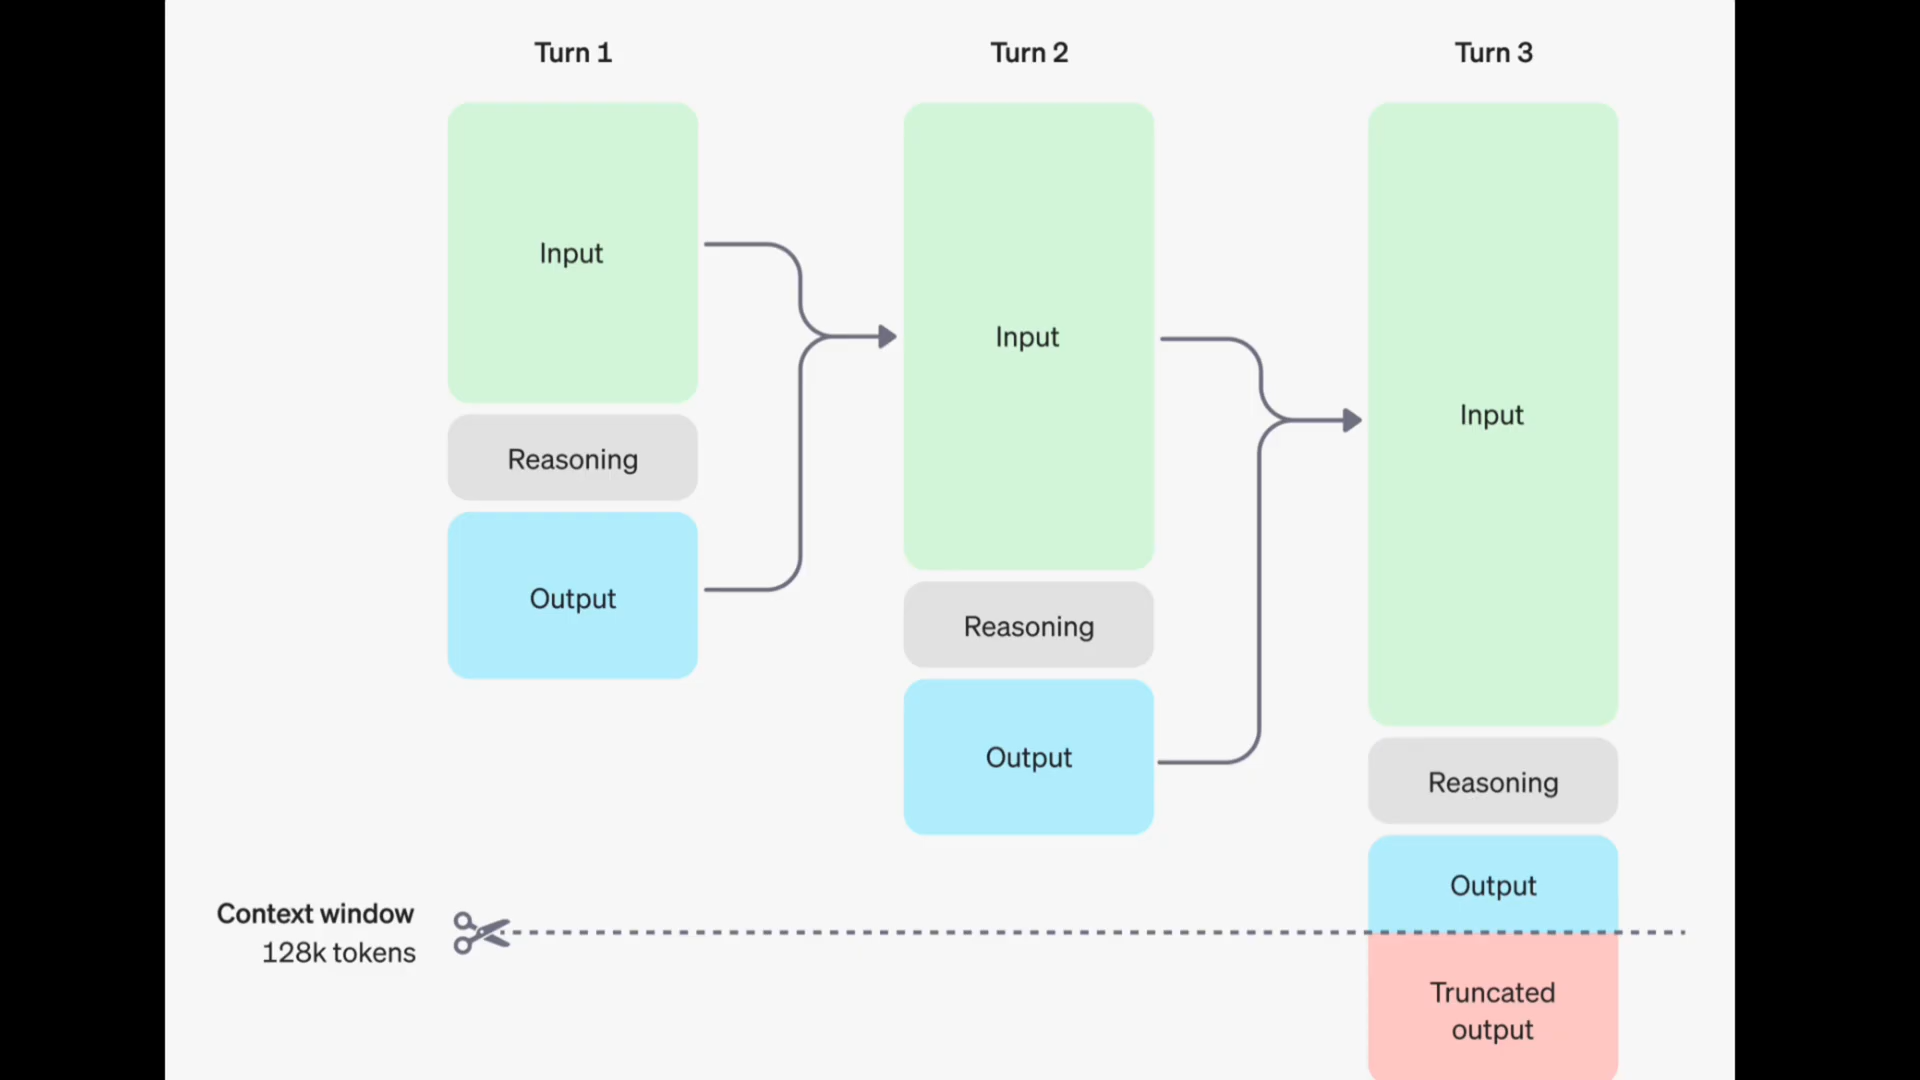 Turn 1
Turn 2
Turn 3
Input
Reasoning
Output
Input
Reasoning
Output
Input
Reasoning
Output
Truncated
output
Context window
128k tokens